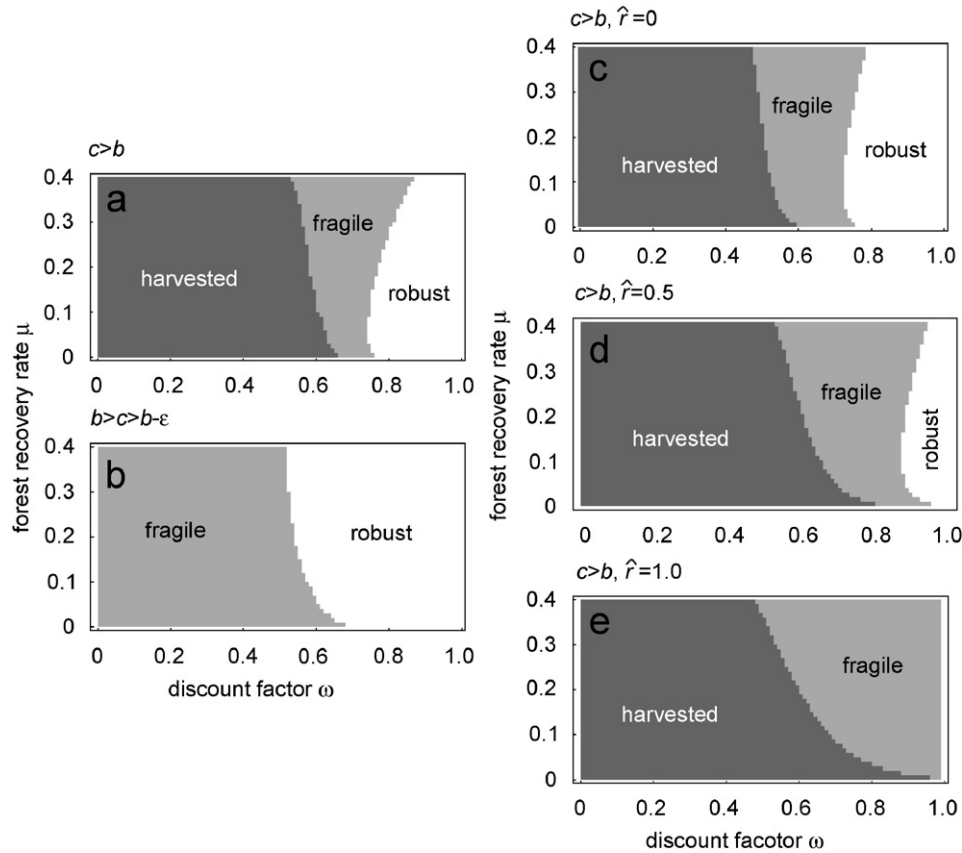 c>b
a
harvested
fragile
robust
0.4
0.3
0.2
0.1
0
0 0.2 0.4 0.6 0.8 1.0
b>c>b-ε
b
fragile
robust
0.4
0.3
0.2
0.1
0
0 0.2 0.4 0.6 0.8 1.0
forest recovery rate μ
discount factor ω
c>b, r̂=0
c
harvested
fragile
robust
0.4
0.3
0.2
0.1
0
0 0.2 0.4 0.6 0.8 1.0
c>b, r̂=0.5
d
harvested
fragile
robust
0.4
0.3
0.2
0.1
0
0 0.2 0.4 0.6 0.8 1.0
c>b, r̂=1.0
e
harvested
fragile
0.4
0.3
0.2
0.1
0
0 0.2 0.4 0.6 0.8 1.0
forest recovery rate μ
discount facotor ω